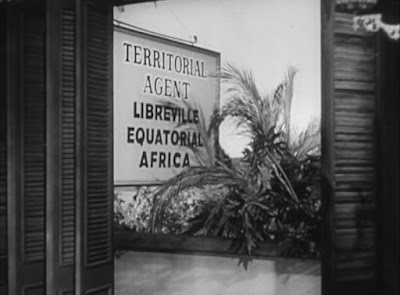 TERRITORIAL
AGENT
LIBREVILLE
EQUATORIAL
AFRICA